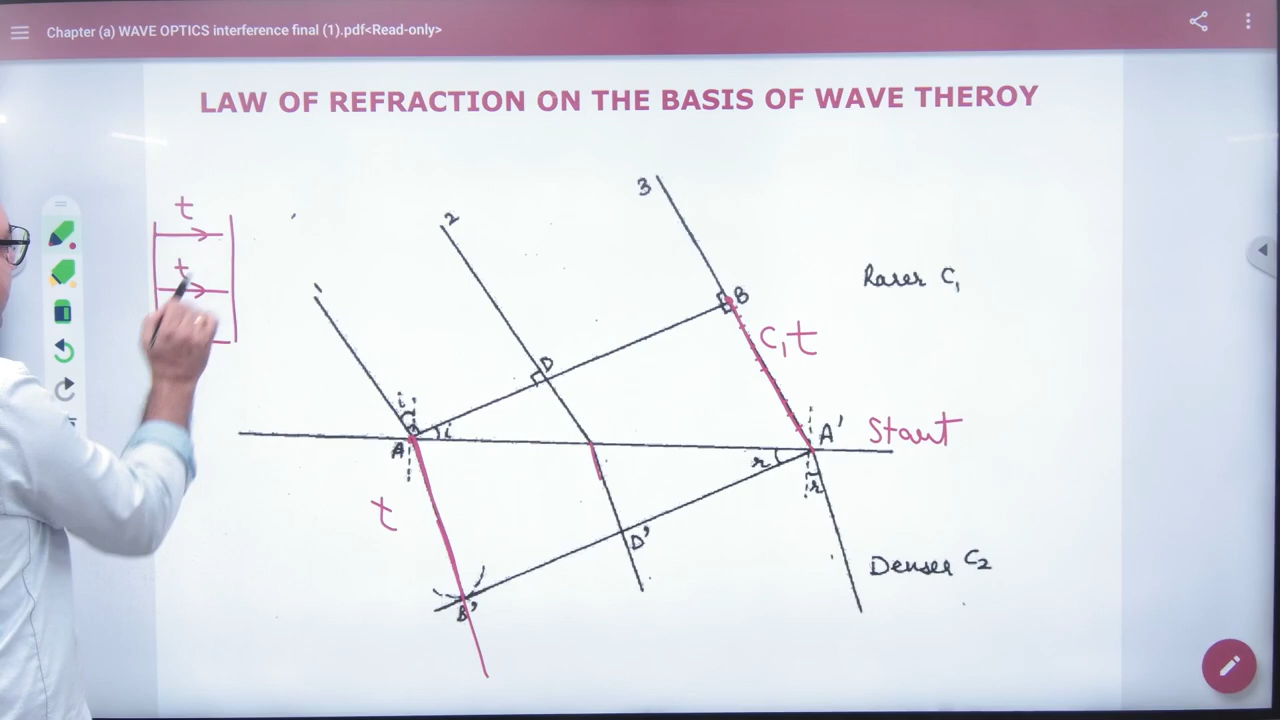 Chapter (a) WAVE OPTICS interference final (1).pdf<Read-only>
LAW OF REFRACTION ON THE BASIS OF WAVE THEROY
t
t
1
2
3
B
D
Rarer C₁
C₁t
i
i
A
A'
Start
r
r
t
D'
Denser C₂
B'